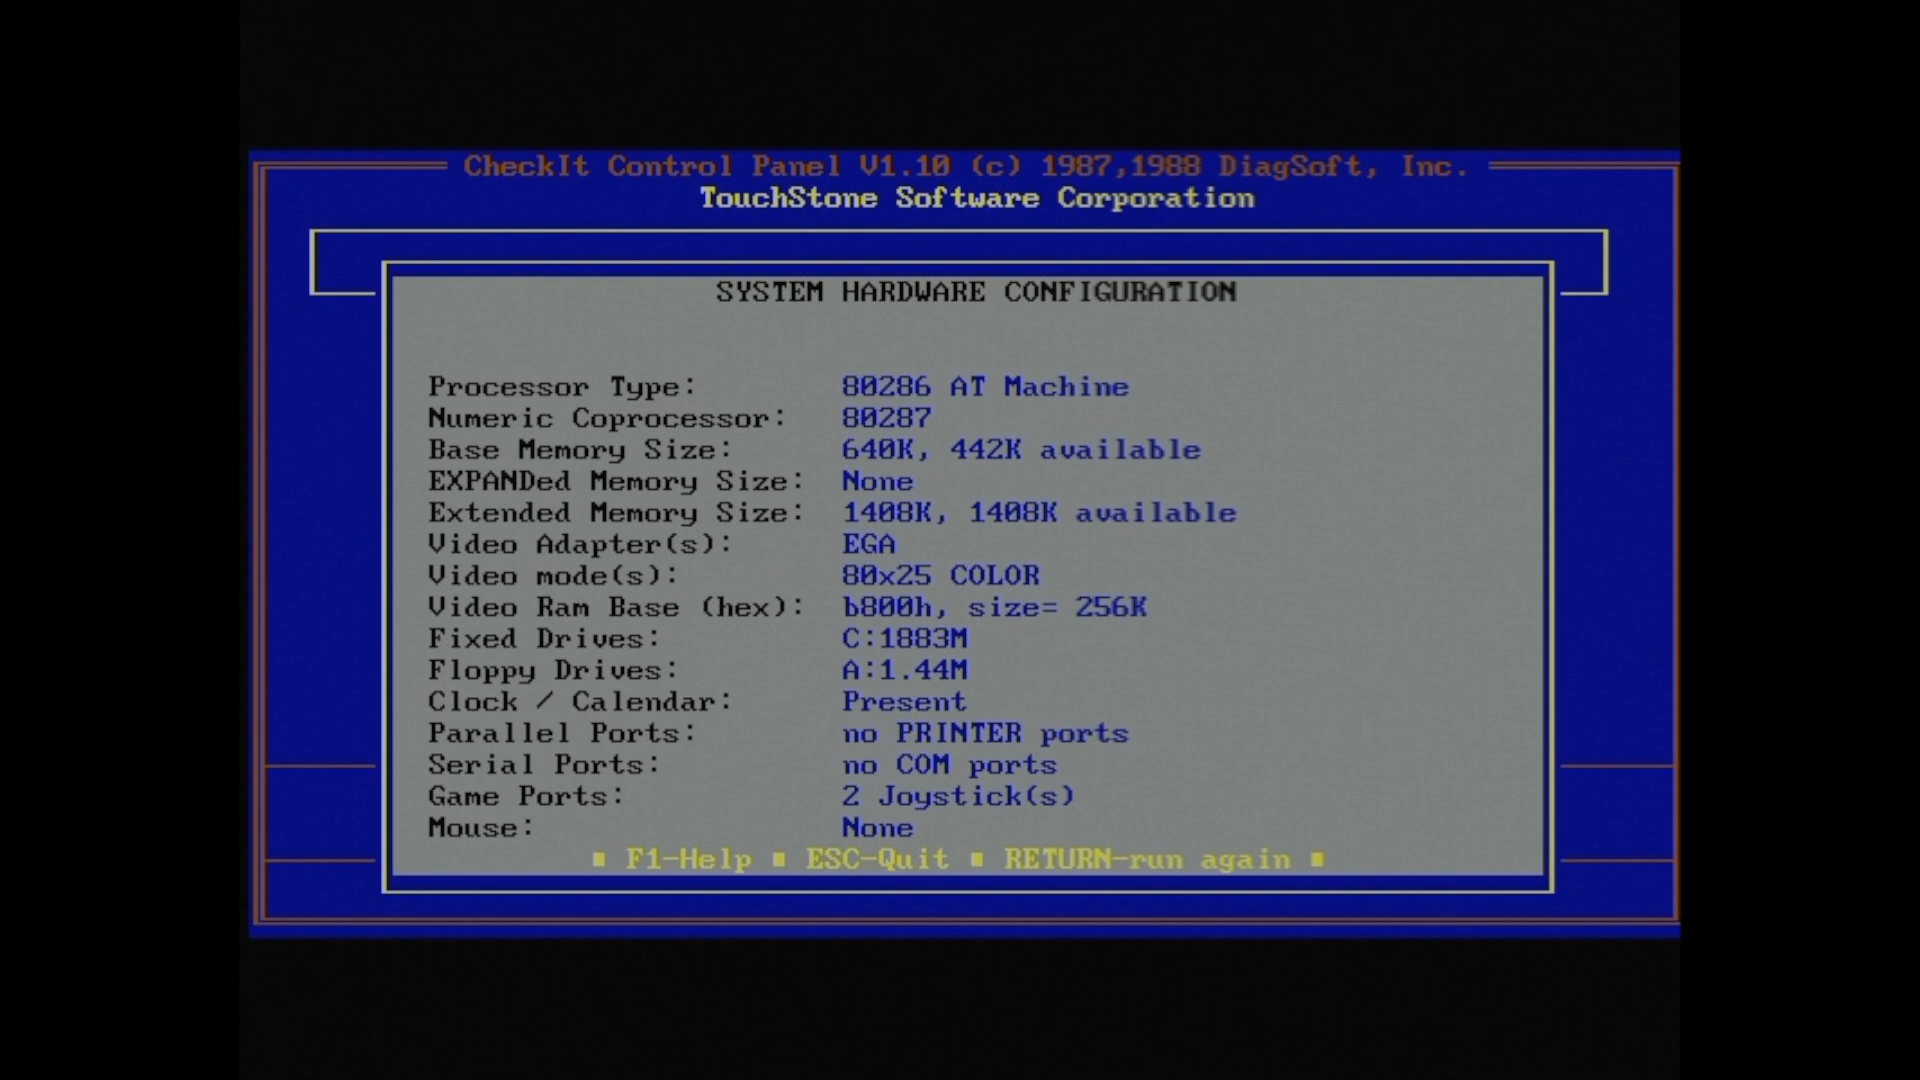 CheckIt Control Panel V1.10 (c) 1987,1988 DiagSoft, Inc.
TouchStone Software Corporation
SYSTEM HARDWARE CONFIGURATION
Processor Type: 80286 AT Machine
Numeric Coprocessor: 80287
Base Memory Size: 640K, 442K available
EXPANDed Memory Size: None
Extended Memory Size: 1408K, 1408K available
Video Adapter(s): EGA
Video mode(s): 80x25 COLOR
Video Ram Base (hex): b800h, size= 256K
Fixed Drives: C:1883M
Floppy Drives: A:1.44M
Clock / Calendar: Present
Parallel Ports: no PRINTER ports
Serial Ports: no COM ports
Game Ports: 2 Joystick(s)
Mouse: None
■ F1-Help ■ ESC-Quit ■ RETURN-run again ■